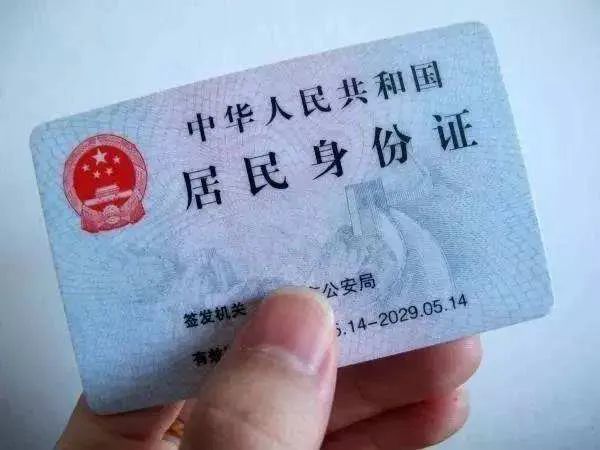 中华人民共和国
居民身份证
签发机关 公安局
有效 5.14-2029.05.14